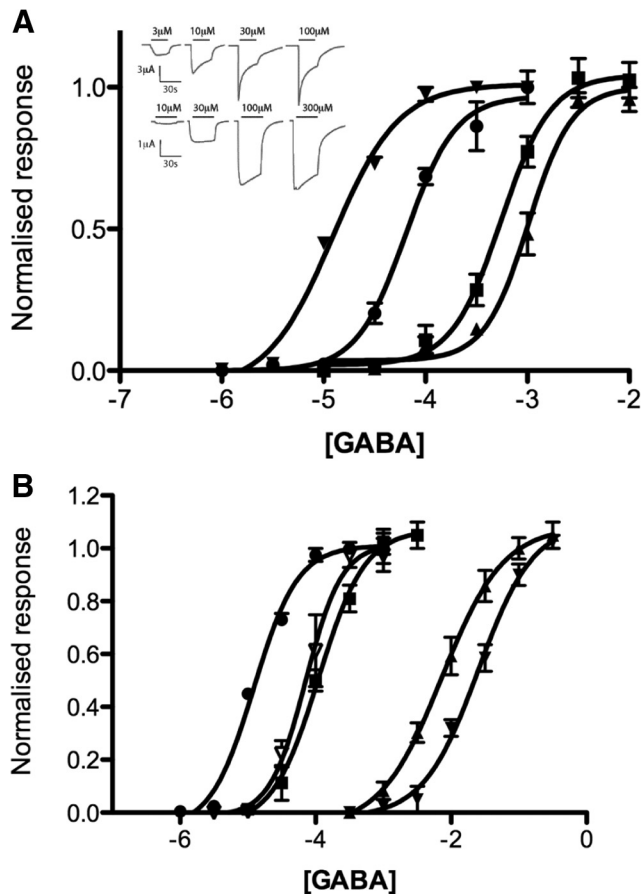 A
3μM 10μM 30μM 100μM
3μA
30s
10μM 30μM 100μM 300μM
1μA
30s
Normalised response
1.0
0.5
0.0
-7 -6 -5 -4 -3 -2
[GABA]
B
Normalised response
1.2
1.0
0.8
0.6
0.4
0.2
0.0
-6 -4 -2 0
[GABA]